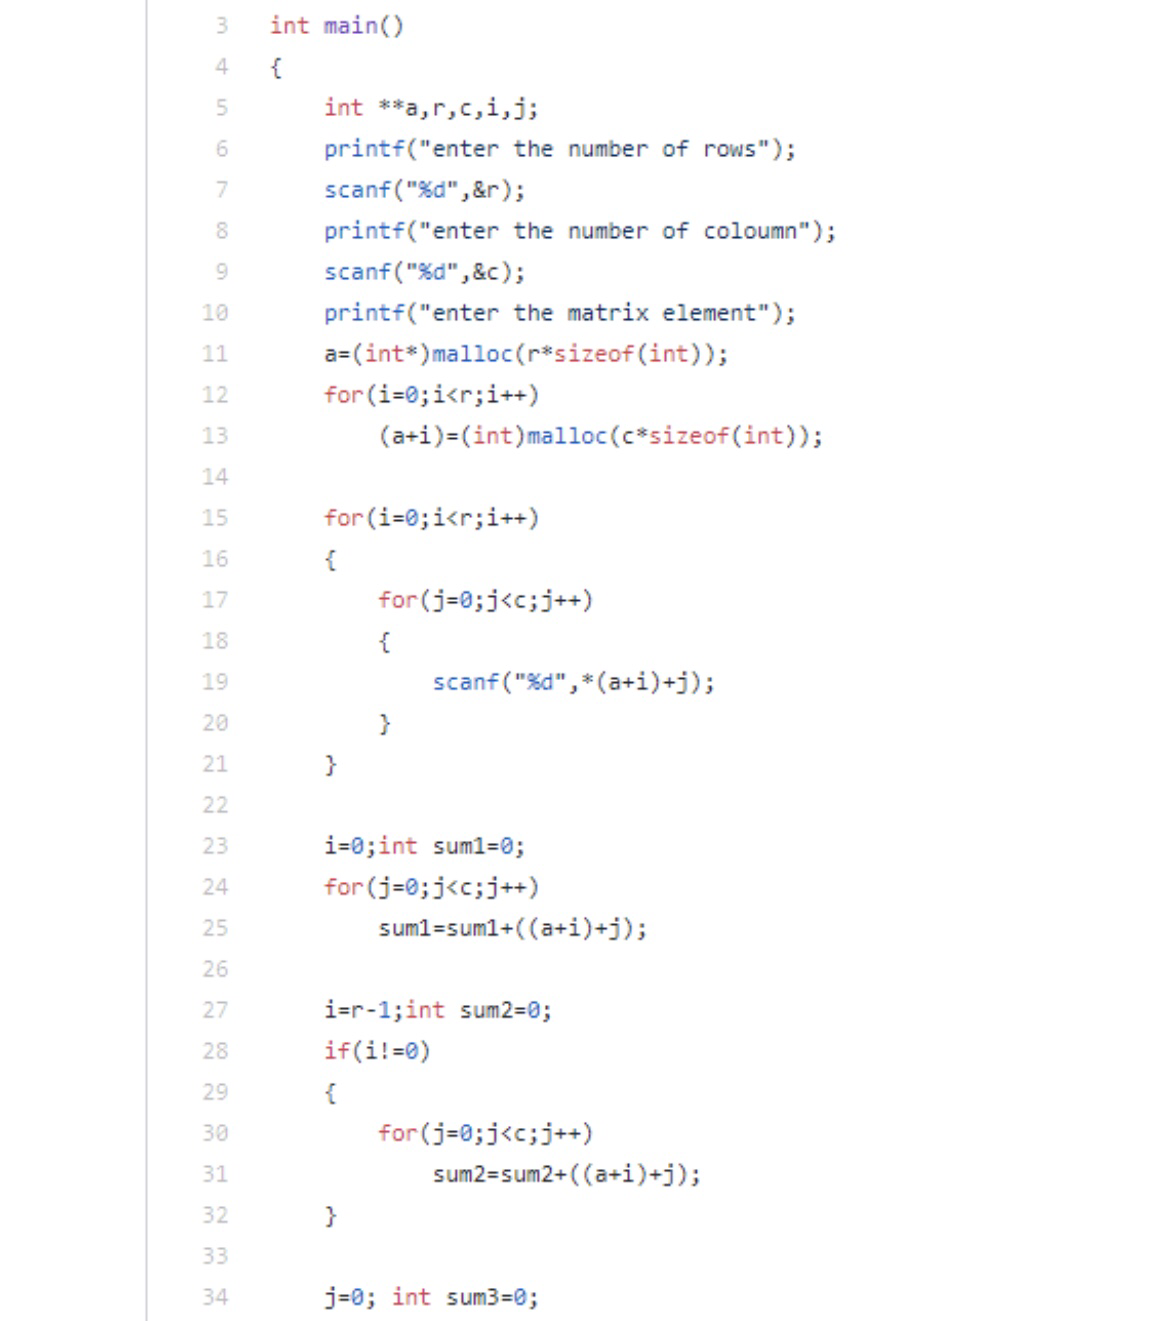 3 int main()
4 {
5 int **a,r,c,i,j;
6 printf("enter the number of rows");
7 scanf("%d",&r);
8 printf("enter the number of coloumn");
9 scanf("%d",&c);
10 printf("enter the matrix element");
11 a=(int*)malloc(r*sizeof(int));
12 for(i=0;i<r;i++)
13 (a+i)=(int)malloc(c*sizeof(int));
14
15 for(i=0;i<r;i++)
16 {
17 for(j=0;j<c;j++)
18 {
19 scanf("%d",*(a+i)+j);
20 }
21 }
22
23 i=0;int sum1=0;
24 for(j=0;j<c;j++)
25 sum1=sum1+((a+i)+j);
26
27 i=r-1;int sum2=0;
28 if(i!=0)
29 {
30 for(j=0;j<c;j++)
31 sum2=sum2+((a+i)+j);
32 }
33
34 j=0; int sum3=0;